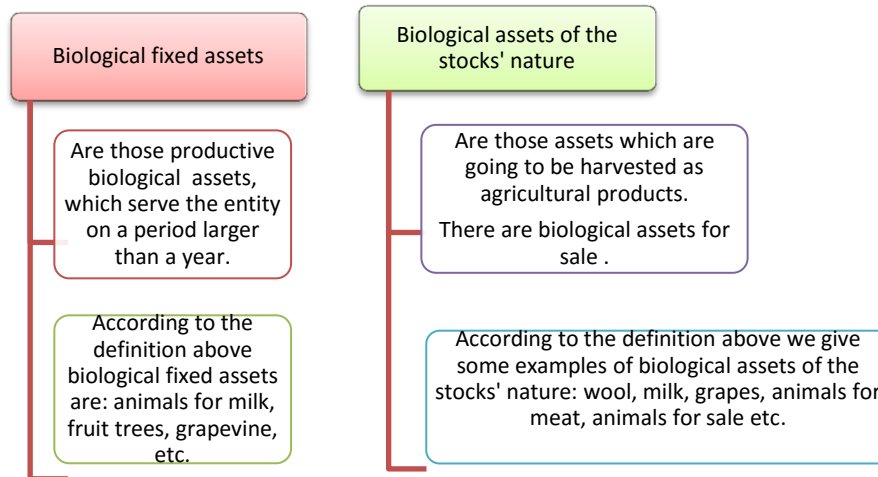 Biological fixed assets
Are those productive
biological assets,
which serve the entity
on a period larger
than a year.
According to the
definition above
biological fixed assets
are: animals for milk,
fruit trees, grapevine,
etc.
Biological assets of the
stocks' nature
Are those assets which are
going to be harvested as
agricultural products.
There are biological assets for
sale .
According to the definition above we give
some examples of biological assets of the
stocks' nature: wool, milk, grapes, animals for
meat, animals for sale etc.